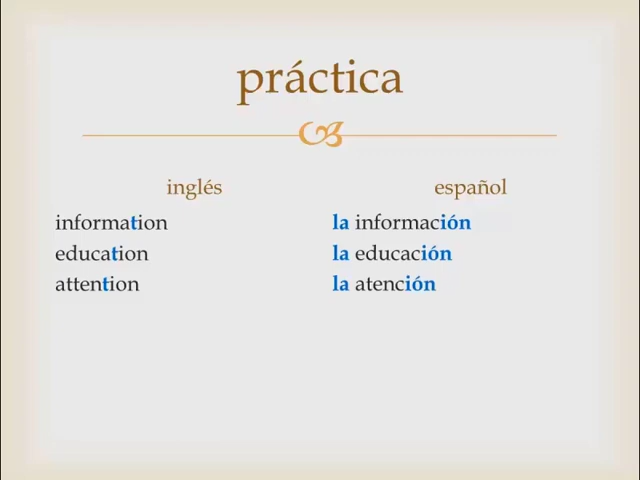 práctica
inglés español
information la información
education la educación
attention la atención